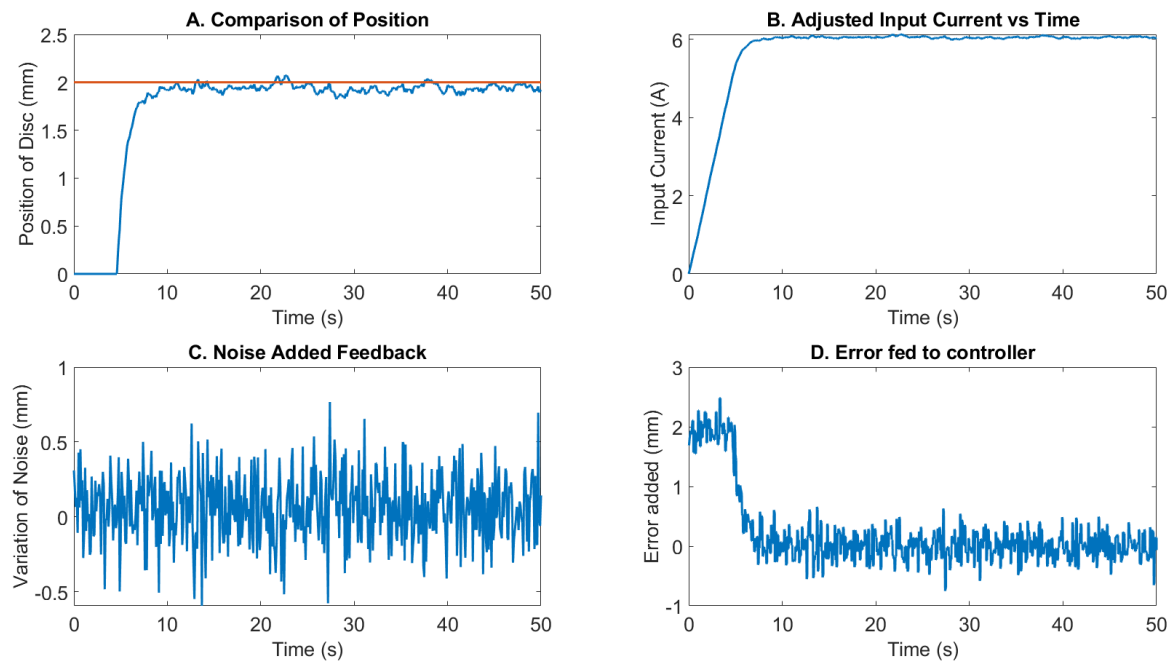 A. Comparison of Position
Position of Disc (mm)
2.5
2
1.5
1
0.5
0
0 10 20 30 40 50
Time (s)
B. Adjusted Input Current vs Time
Input Current (A)
6
4
2
0
0 10 20 30 40 50
Time (s)
C. Noise Added Feedback
Variation of Noise (mm)
1
0.5
0
-0.5
0 10 20 30 40 50
Time (s)
D. Error fed to controller
Error added (mm)
3
2
1
0
-1
0 10 20 30 40 50
Time (s)